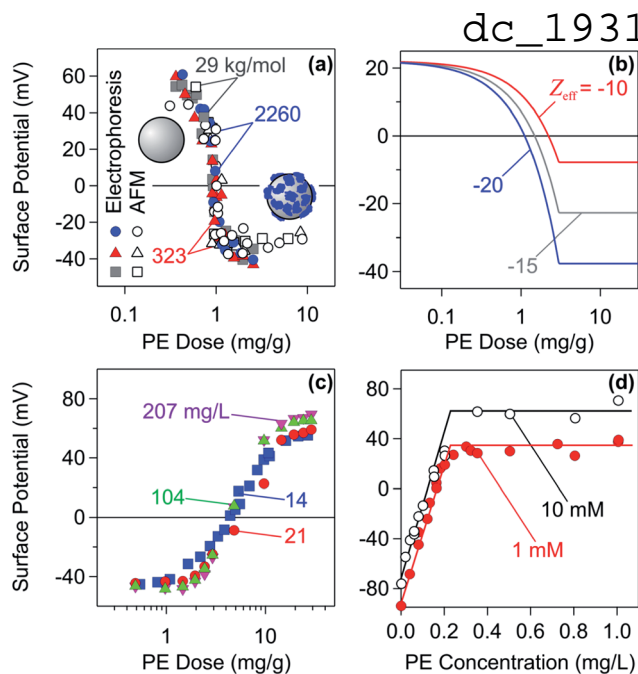 dc_1931
(a)
29 kg/mol
2260
323
Electrophoresis
AFM
Surface Potential (mV)
60
40
20
0
-20
-40
0.1
1
10
PE Dose (mg/g)
(b)
Zeff = -10
-20
-15
Surface Potential (mV)
20
0
-20
-40
0.1
1
10
PE Dose (mg/g)
(c)
207 mg/L
104
14
21
Surface Potential (mV)
80
40
0
-40
1
10
PE Dose (mg/g)
(d)
10 mM
1 mM
80
40
0
-40
-80
0.0
0.2
0.4
0.6
0.8
1.0
PE Concentration (mg/L)